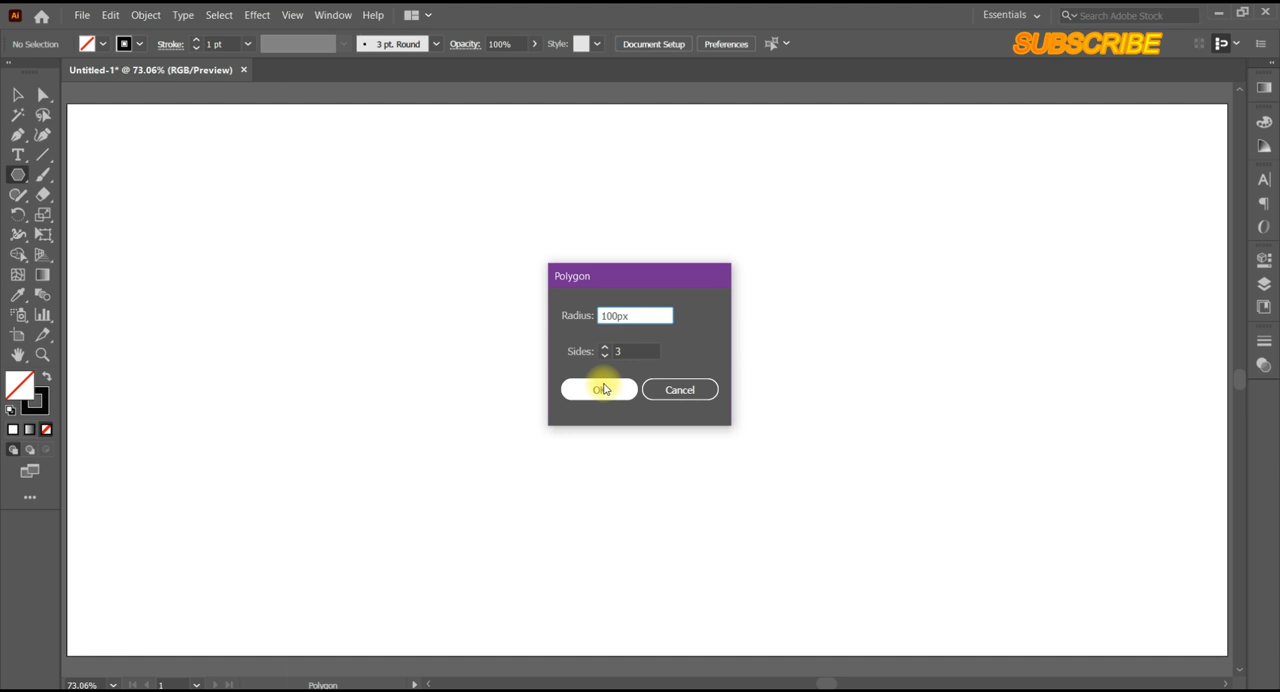 Ai File Edit Object Type Select Effect View Window Help Essentials Search Adobe Stock
No Selection Stroke: 1 pt 3 pt. Round Opacity: 100% Style: Document Setup Preferences SUBSCRIBE
Untitled-1* @ 73.06% (RGB/Preview)
Polygon
Radius: 100px
Sides: 3
OK Cancel
73.06% 1 Polygon